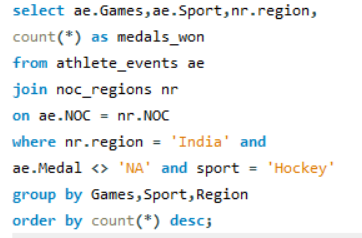 select ae.Games,ae.Sport,nr.region,
count(*) as medals_won
from athlete_events ae
join noc_regions nr
on ae.NOC = nr.NOC
where nr.region = 'India' and
ae.Medal <> 'NA' and sport = 'Hockey'
group by Games,Sport,Region
order by count(*) desc;